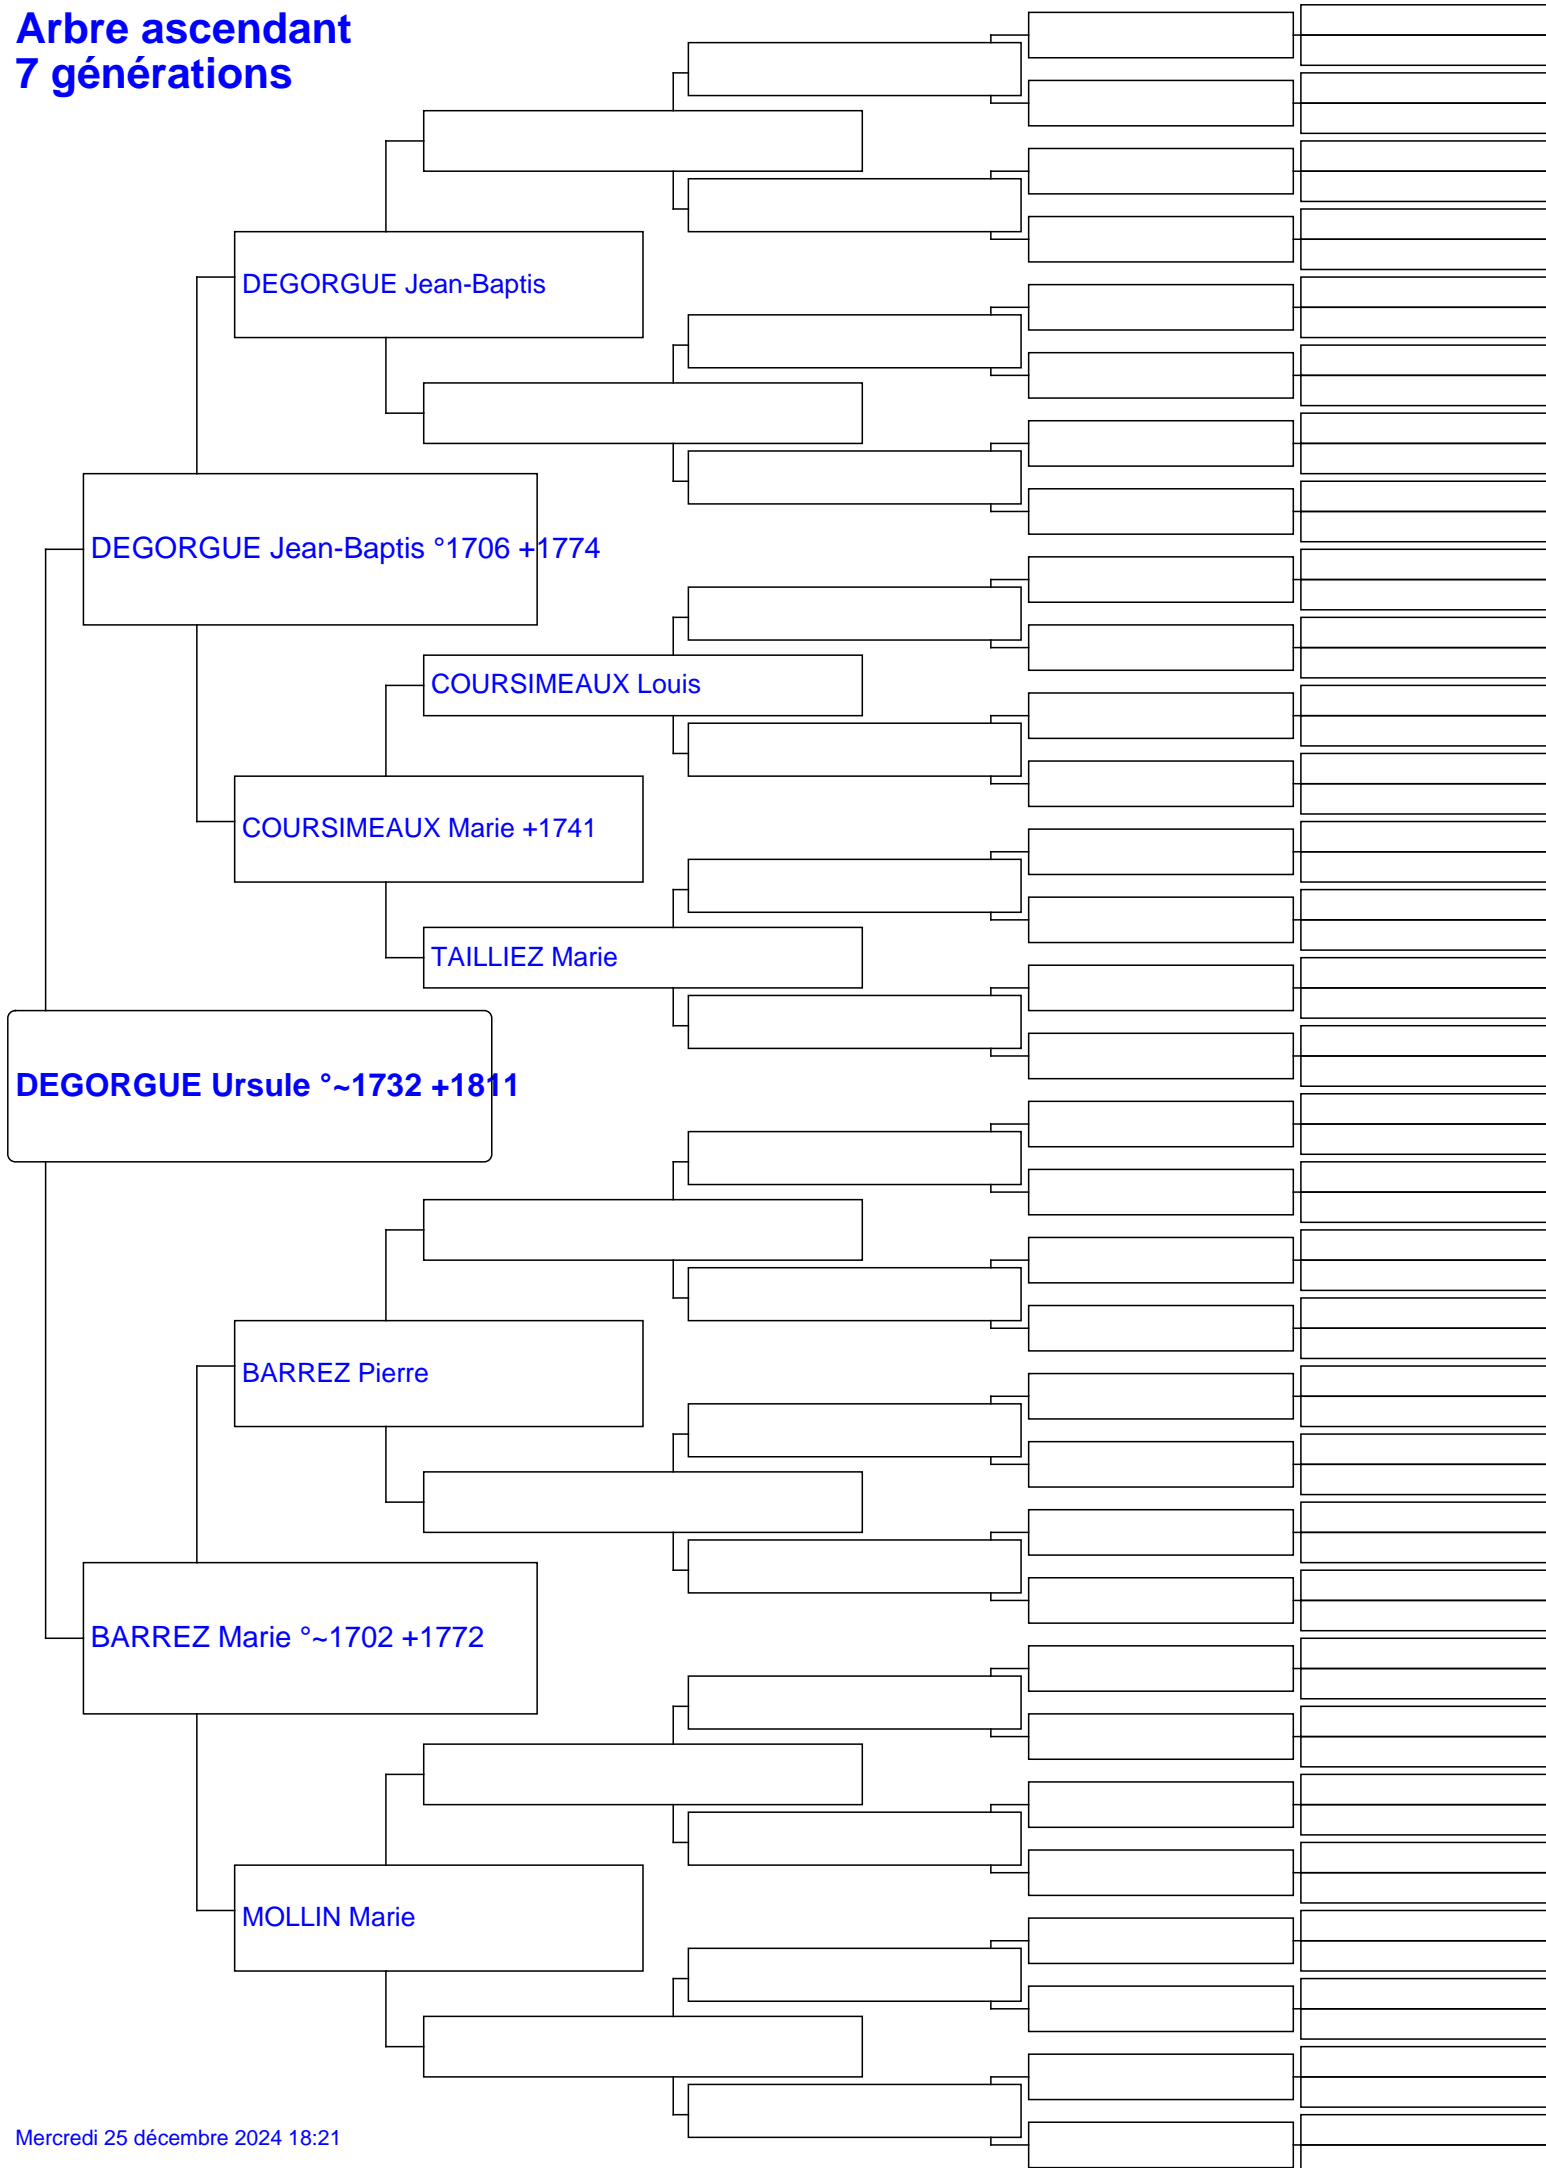 Arbre ascendant
7 générations
DEGORGUE Jean-Baptis
DEGORGUE Jean-Baptis °1706 +1774
COURSIMEAUX Louis
COURSIMEAUX Marie +1741
TAILLIEZ Marie
DEGORGUE Ursule °~1732 +1811
BARREZ Pierre
BARREZ Marie °~1702 +1772
MOLLIN Marie
Mercredi 25 décembre 2024 18:21